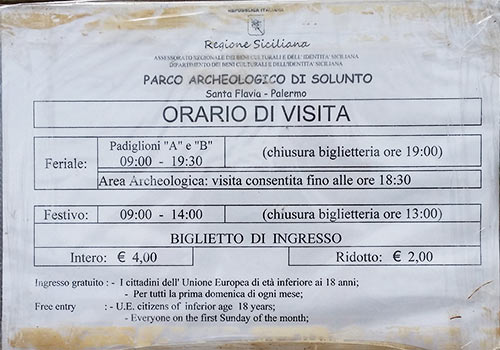 REPUBBLICA ITALIANA
Regione Siciliana
ASSESSORATO REGIONALE DEI BENI CULTURALI E DELL' IDENTITA' SICILIANA
DIPARTIMENTO DEI BENI CULTURALI E DELL'IDENTITA' SICILIANA
PARCO ARCHEOLOGICO DI SOLUNTO
Santa Flavia - Palermo
ORARIO DI VISITA
Feriale: Padiglioni "A" e "B" 09:00 - 19:30 (chiusura biglietteria ore 19:00)
Area Archeologica: visita consentita fino alle ore 18:30
Festivo: 09:00 - 14:00 (chiusura biglietteria ore 13:00)
BIGLIETTO DI INGRESSO
Intero: € 4,00 Ridotto: € 2,00
Ingresso gratuito : - I cittadini dell' Unione Europea di età inferiore ai 18 anni;
- Per tutti la prima domenica di ogni mese;
Free entry : - U.E. citizens of inferior age 18 years;
- Everyone on the first Sunday of the month;